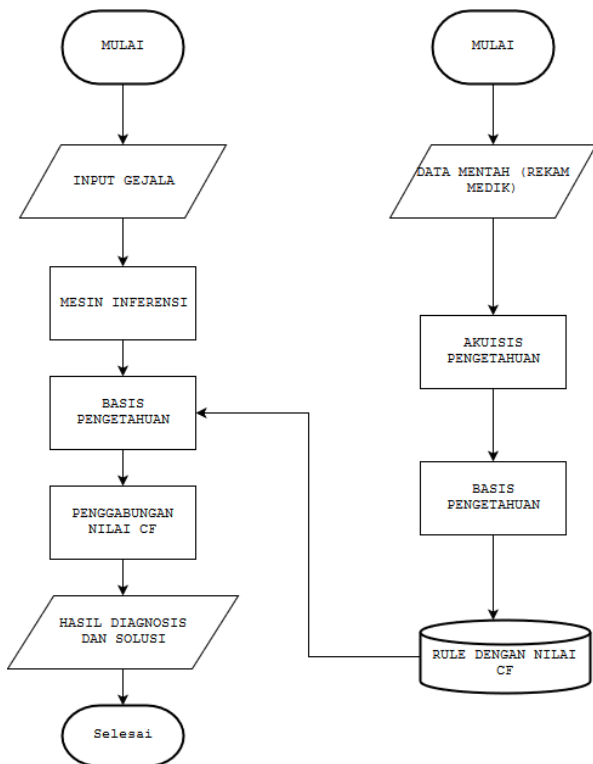 MULAI
INPUT GEJALA
MESIN INFERENSI
BASIS
PENGETAHUAN
PENGGABUNGAN
NILAI CF
HASIL DIAGNOSIS
DAN SOLUSI
Selesai
MULAI
DATA MENTAH (REKAM
MEDIK)
AKUISIS
PENGETAHUAN
BASIS
PENGETAHUAN
RULE DENGAN NILAI
CF